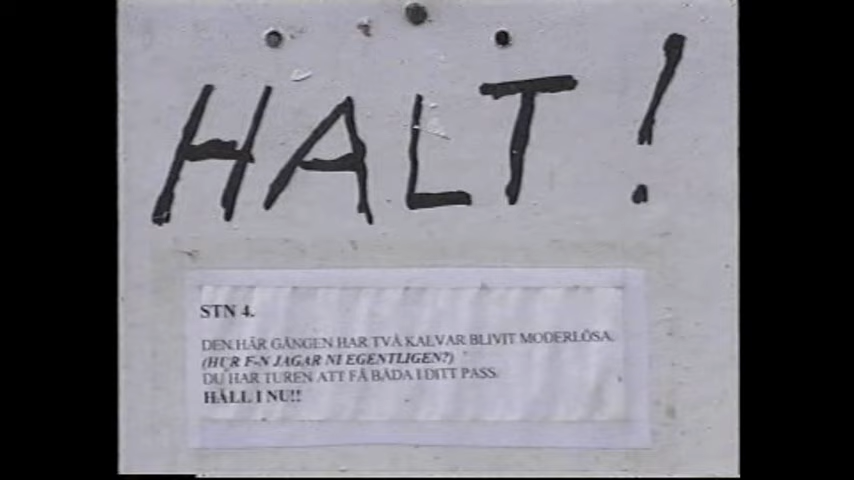 HALT!
STN 4.
DEN HÄR GÅNGEN HAR TVÅ KALVAR BLIVIT MODERLÖSA.
(HUR F-N JAGAR NI EGENTLIGEN?)
DU HAR TUREN ATT FÅ BÅDA I DITT PASS.
HÅLL I NU!!